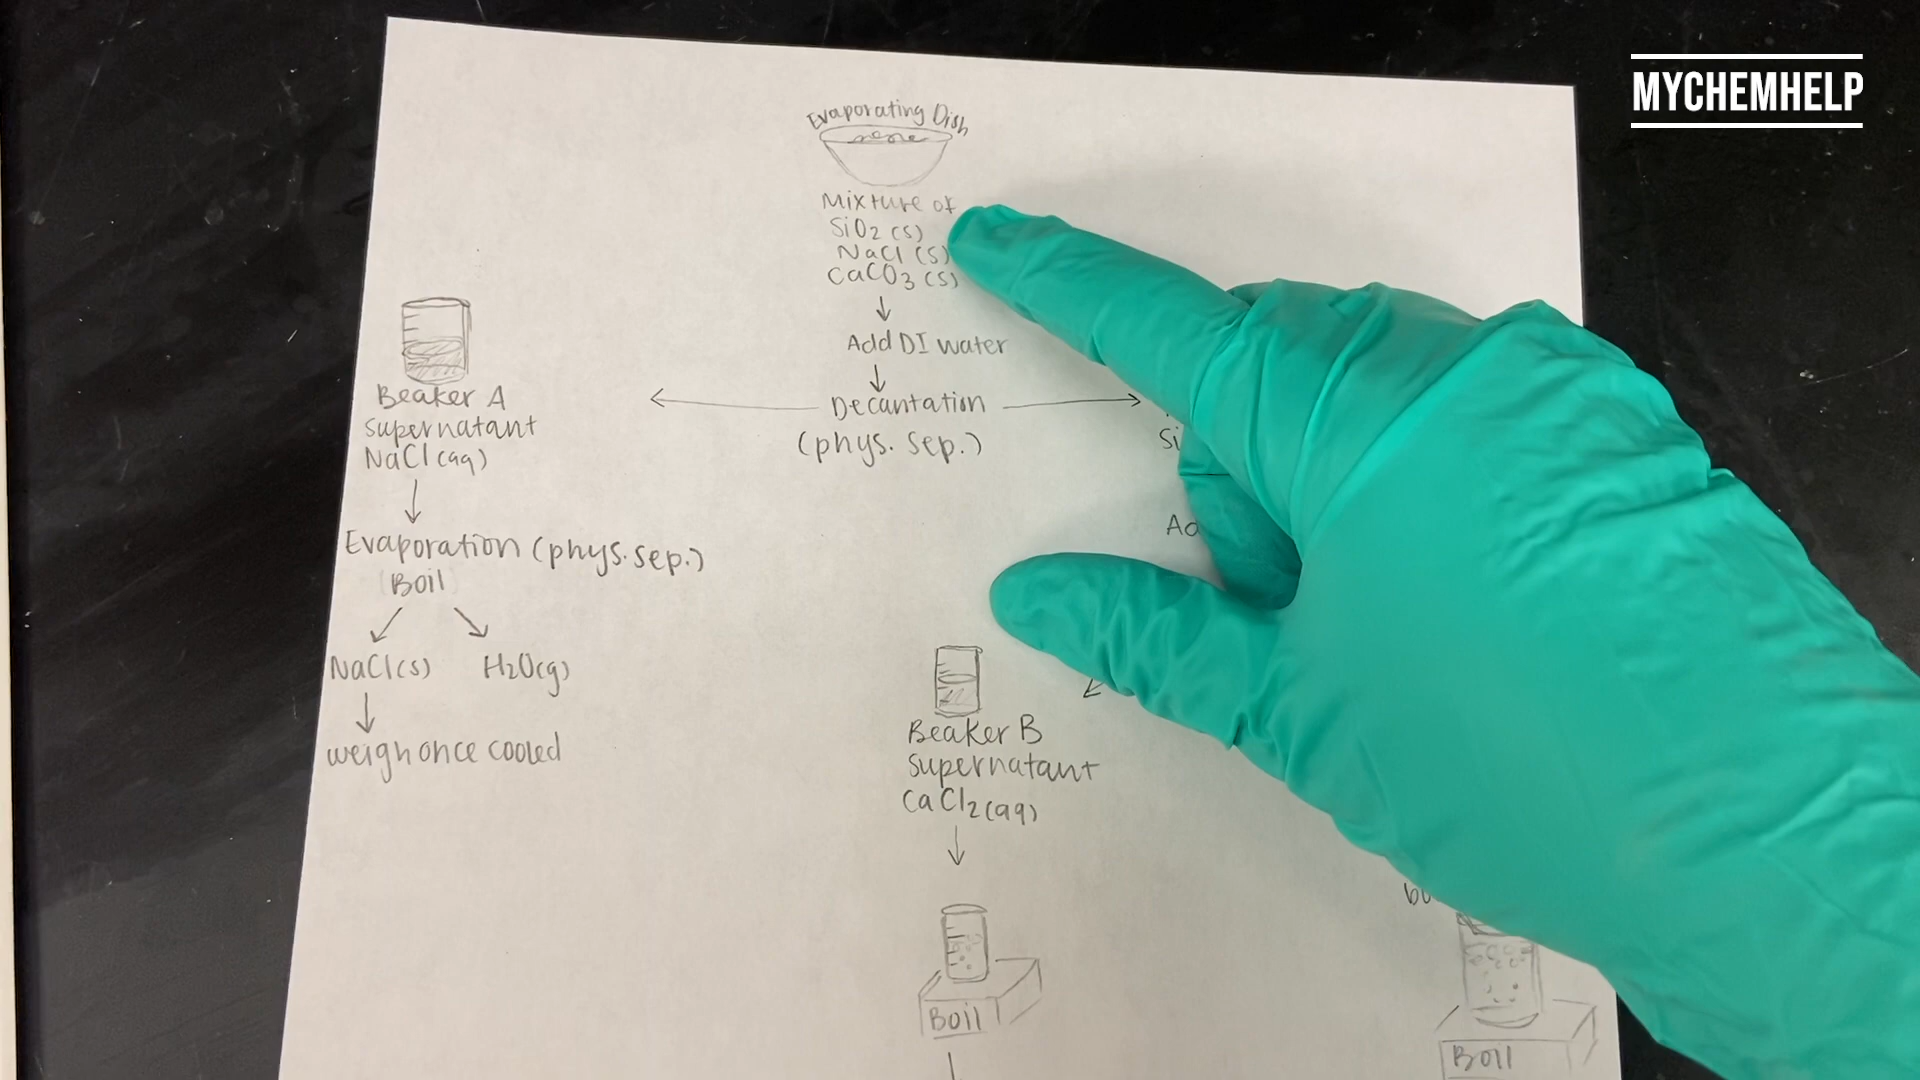 MYCHEMHELP
Evaporating Dish
Mixture of
SiO2 (s)
NaCl (s)
CaCO3 (s)
Add DI water
Decantation
(phys. sep.)
Beaker A
supernatant
NaCl (aq)
Evaporation (phys. sep.)
Boil
NaCl(s) H2O(g)
weigh once cooled
Si
Beaker B
supernatant
CaCl2 (aq)
Boil
Boil